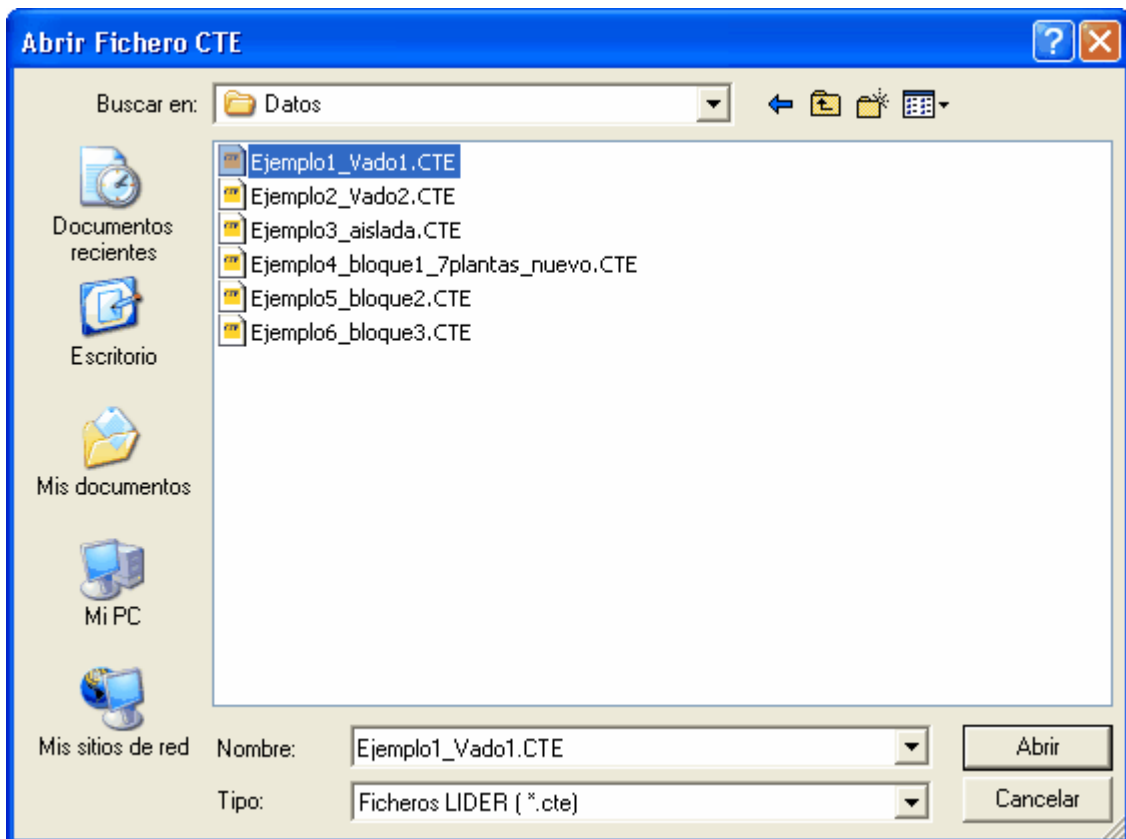 Abrir Fichero CTE
Buscar en:
Datos
Documentos
recientes
Escritorio
Mis documentos
Mi PC
Mis sitios de red
Ejemplo1_Vado1.CTE
Ejemplo2_Vado2.CTE
Ejemplo3_aislada.CTE
Ejemplo4_bloque1_7plantas_nuevo.CTE
Ejemplo5_bloque2.CTE
Ejemplo6_bloque3.CTE
Nombre:
Ejemplo1_Vado1.CTE
Abrir
Tipo:
Ficheros LIDER ( *.cte)
Cancelar